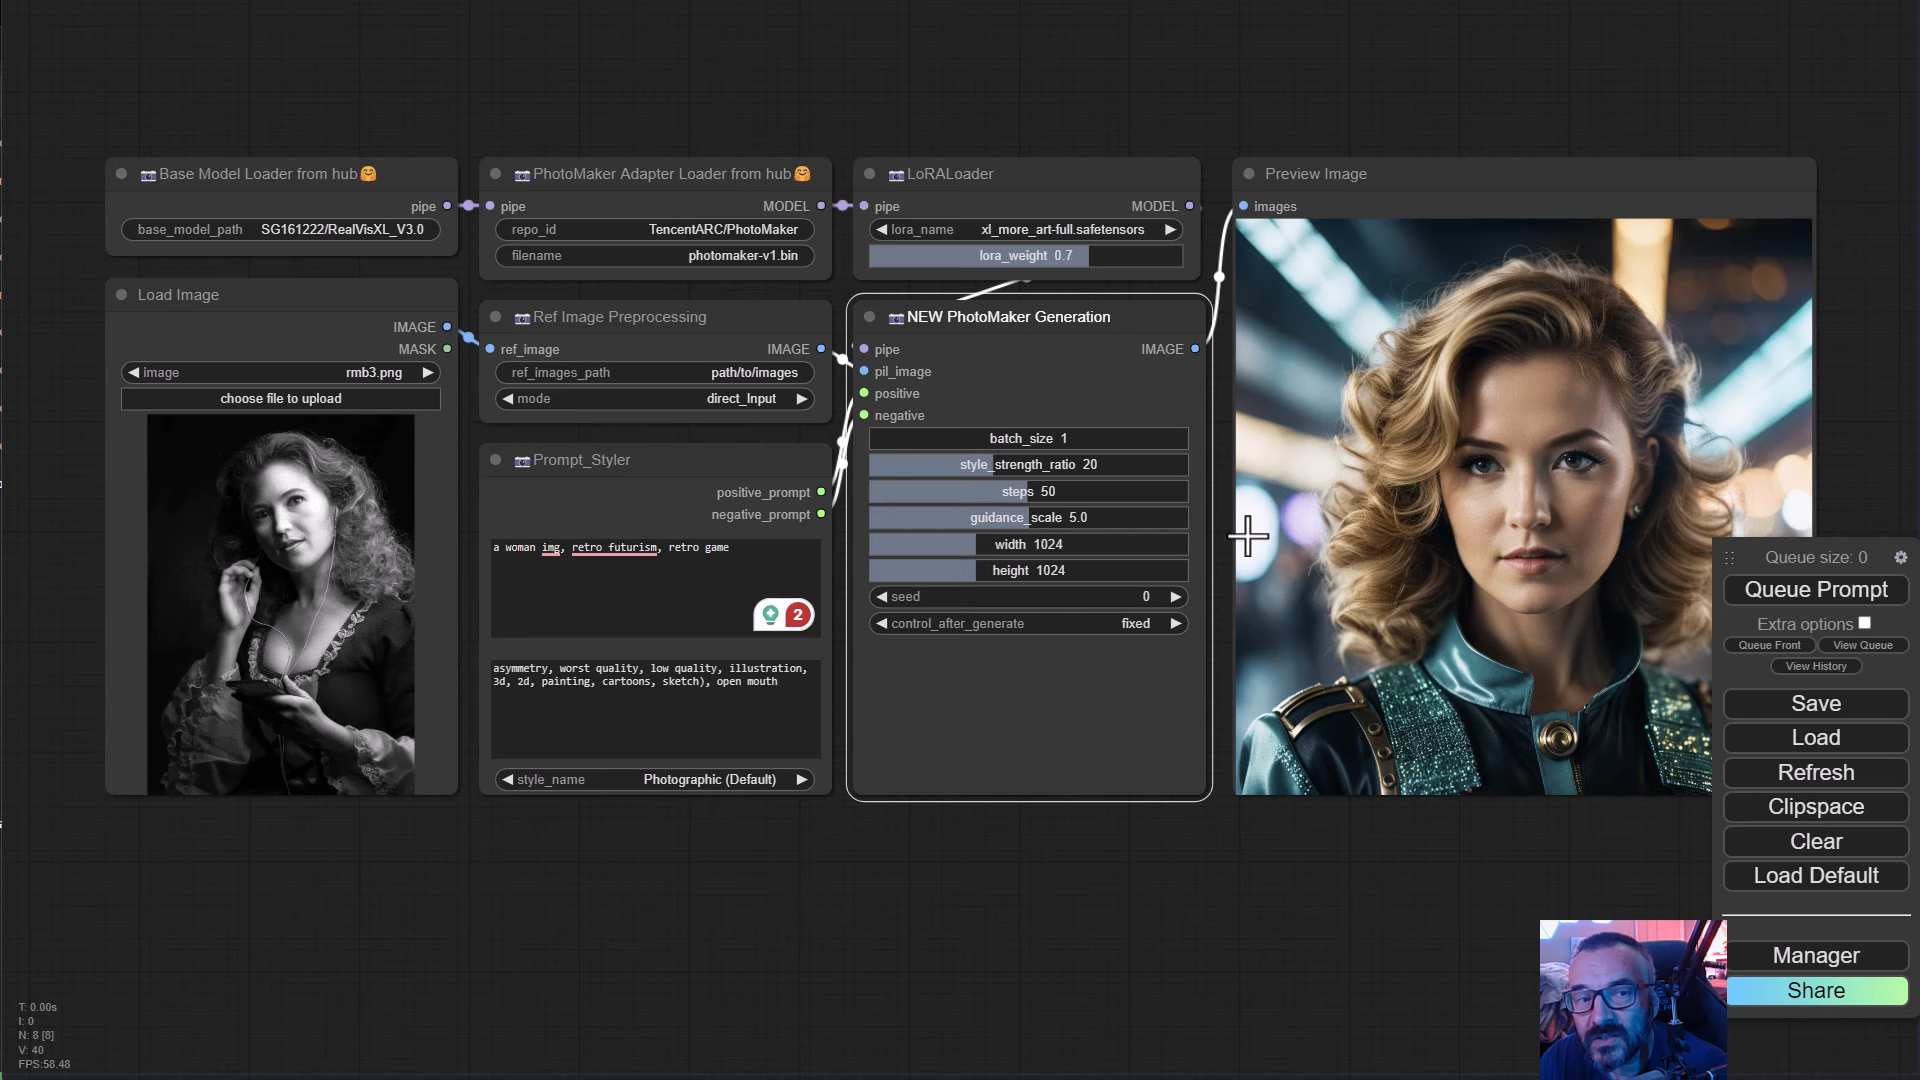 Base Model Loader from hub🤗
pipe
base_model_path SG161222/RealVisXL_V3.0
Load Image
IMAGE
MASK
image rmb3.png
choose file to upload
PhotoMaker Adapter Loader from hub🤗
pipe MODEL
repo_id TencentARC/PhotoMaker
filename photomaker-v1.bin
Ref Image Preprocessing
ref_image IMAGE
ref_images_path path/to/images
mode direct_Input
Prompt_Styler
positive_prompt
negative_prompt
a woman img, retro futurism, retro game
2
asymmetry, worst quality, low quality, illustration,
3d, 2d, painting, cartoons, sketch), open mouth
style_name Photographic (Default)
LoRALoader
pipe MODEL
lora_name xl_more_art-full.safetensors
lora_weight 0.7
NEW PhotoMaker Generation
pipe IMAGE
pil_image
positive
negative
batch_size 1
style_strength_ratio 20
steps 50
guidance_scale 5.0
width 1024
height 1024
seed 0
control_after_generate fixed
Preview Image
images
Queue size: 0
Queue Prompt
Extra options
Queue Front View Queue
View History
Save
Load
Refresh
Clipspace
Clear
Load Default
Manager
Share
T: 0.00s
I: 0
N: 8 [8]
V: 40
FPS:58.48